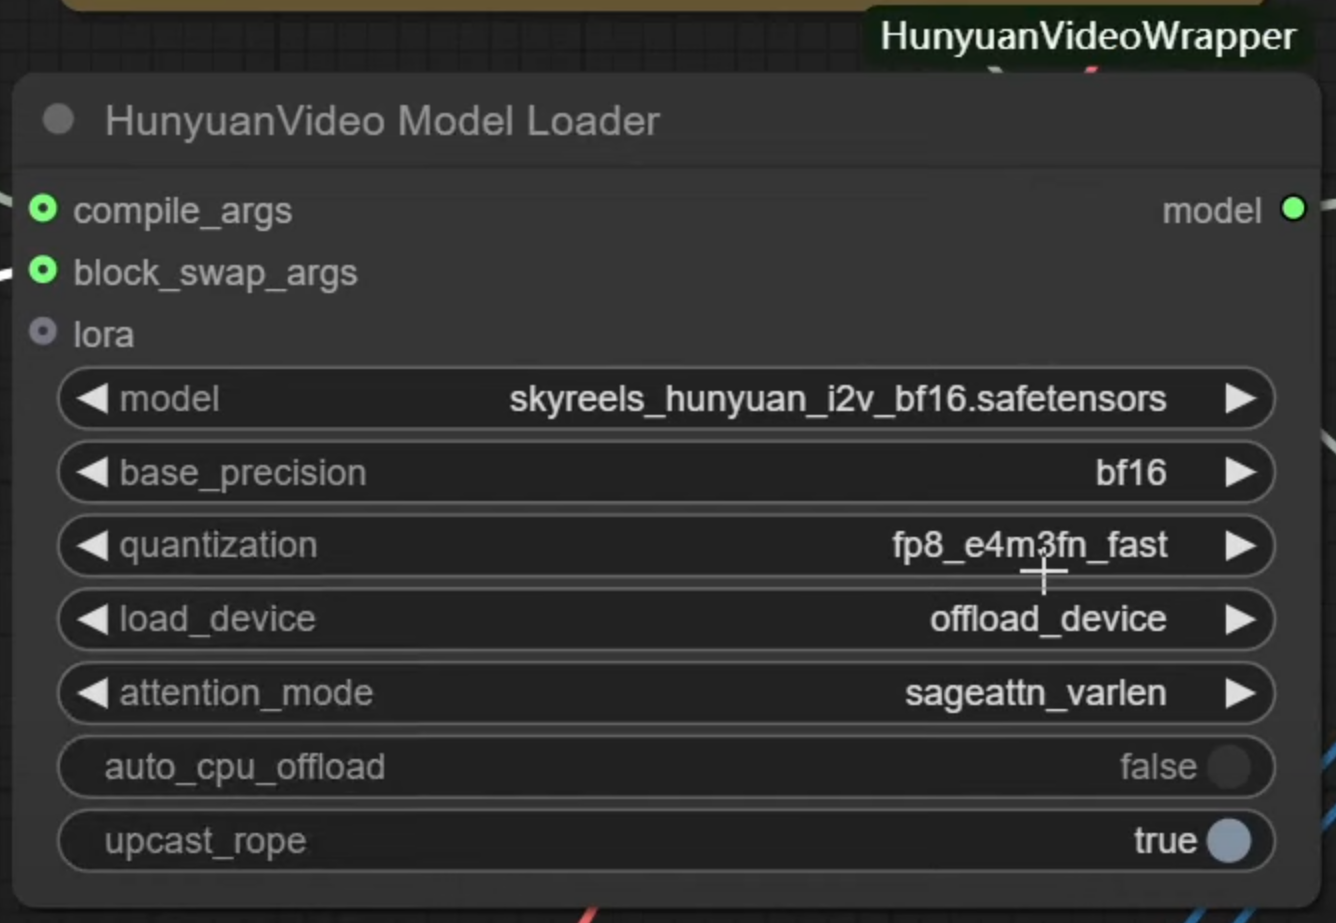 HunyuanVideoWrapper
HunyuanVideo Model Loader
compile_args model
block_swap_args
lora
model skyreels_hunyuan_i2v_bf16.safetensors
base_precision bf16
quantization fp8_e4m3fn_fast
load_device offload_device
attention_mode sageattn_varlen
auto_cpu_offload false
upcast_rope true